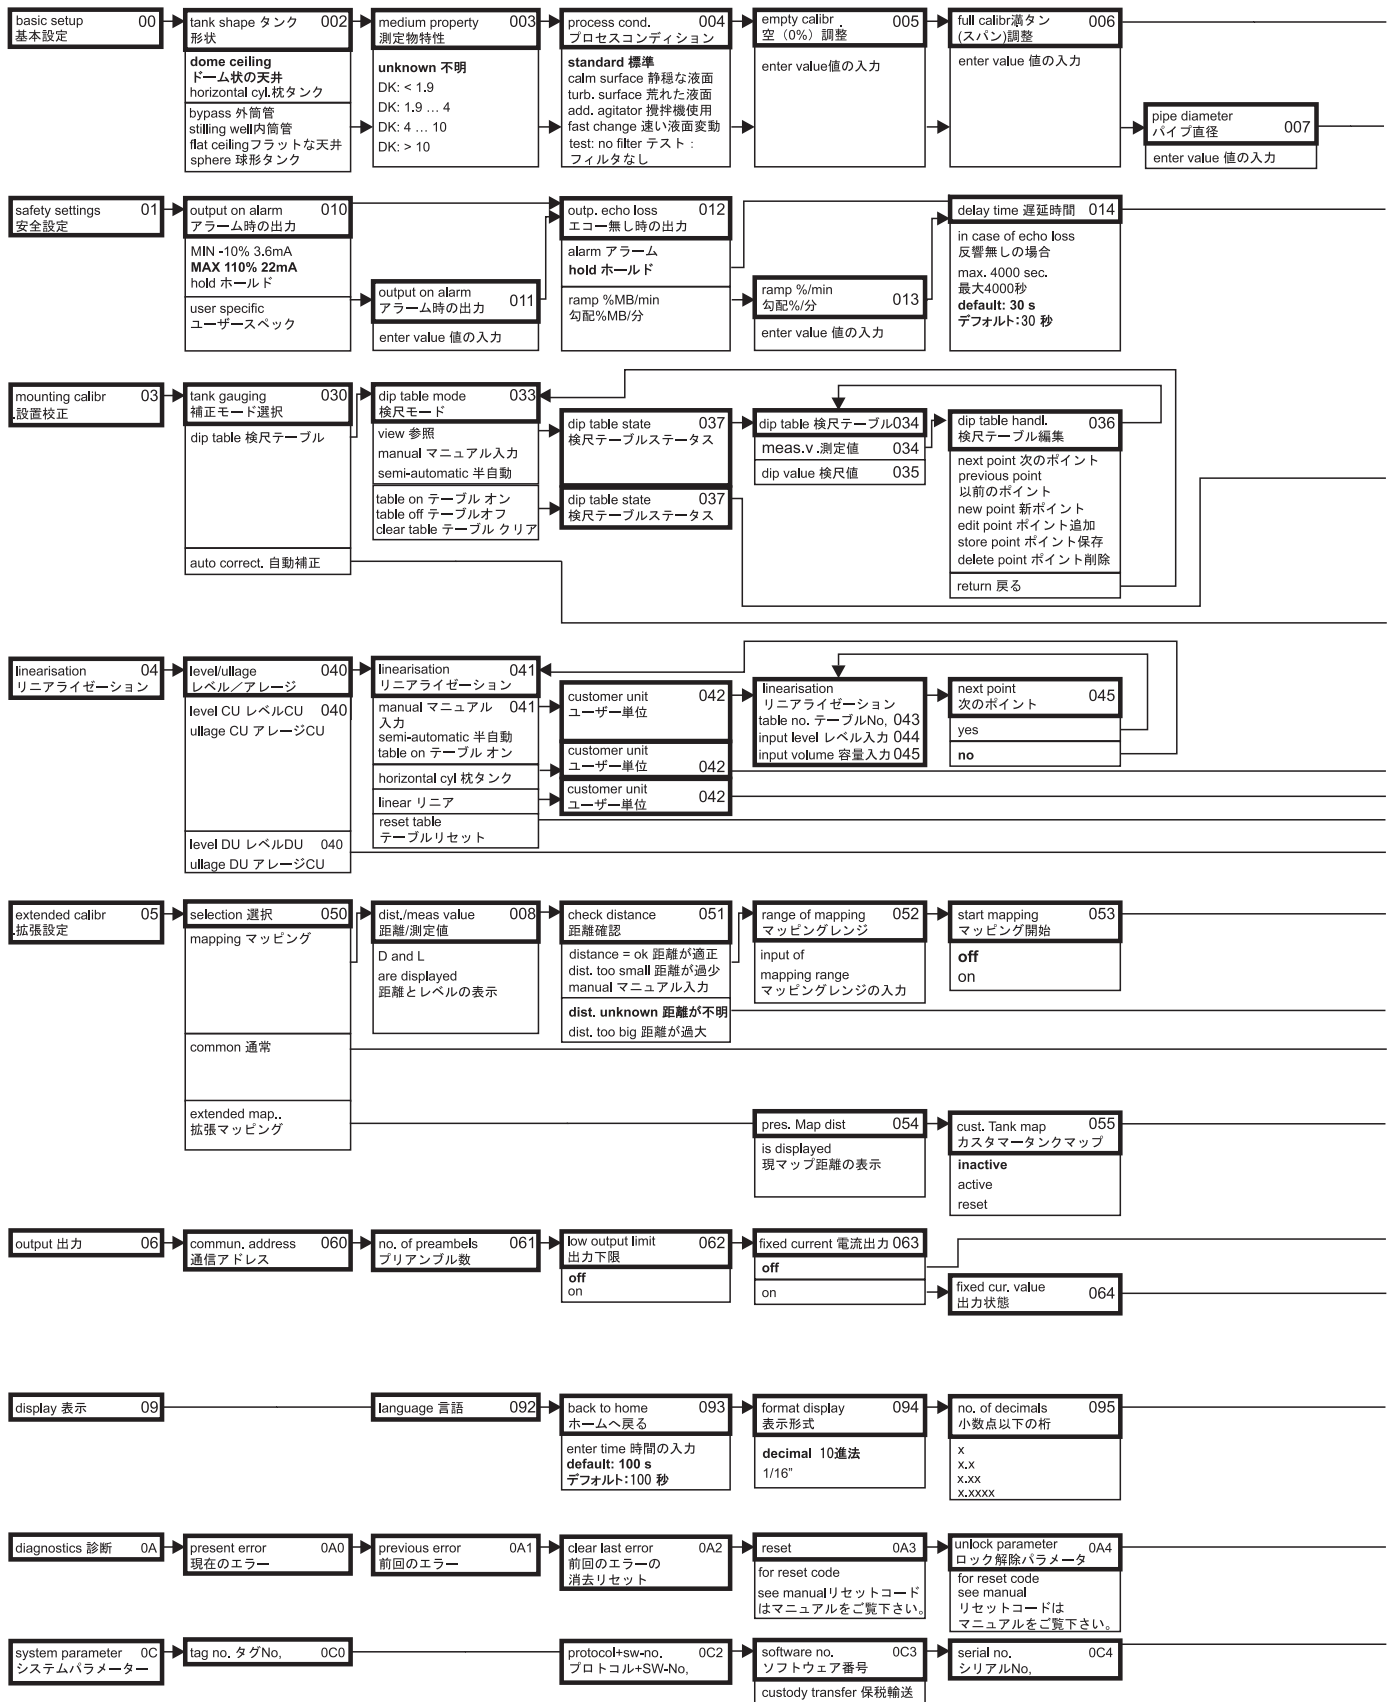 basic setup 00
基本設定
tank shape タンク 002
形状
dome ceiling
ドーム状の天井
horizontal cyl.枕タンク
bypass 外筒管
stilling well内筒管
flat ceilingフラットな天井
sphere 球形タンク
medium property 003
測定物特性
unknown 不明
DK: < 1.9
DK: 1.9 … 4
DK: 4 … 10
DK: > 10
process cond. 004
プロセスコンディション
standard 標準
calm surface 静穏な液面
turb. surface 荒れた液面
add. agitator 攪拌機使用
fast change 速い液面変動
test: no filter テスト：
フィルタなし
empty calibr . 005
空（0%）調整
enter value値の入力
full calibr満タン 006
(スパン)調整
enter value 値の入力
pipe diameter 007
パイプ直径
enter value 値の入力
safety settings 01
安全設定
output on alarm 010
アラーム時の出力
MIN -10% 3.6mA
MAX 110% 22mA
hold ホールド
user specific
ユーザースペック
output on alarm 011
アラーム時の出力
enter value 値の入力
outp. echo loss 012
エコー無し時の出力
alarm アラーム
hold ホールド
ramp %MB/min
勾配%MB/分
ramp %/min 013
勾配%/分
enter value 値の入力
delay time 遅延時間 014
in case of echo loss
反響無しの場合
max. 4000 sec.
最大4000秒
default: 30 s
デフォルト：30 秒
mounting calibr 03
.設置校正
tank gauging 030
補正モード選択
dip table 検尺テーブル
auto correct. 自動補正
dip table mode 033
検尺モード
view 参照
manual マニュアル入力
semi-automatic 半自動
table on テーブル オン
table off テーブルオフ
clear table テーブル クリア
dip table state 037
検尺テーブルステータス
dip table state 037
検尺テーブルステータス
dip table 検尺テーブル034
meas.v .測定値 034
dip value 検尺値 035
dip table handl. 036
検尺テーブル編集
next point 次のポイント
previous point
以前のポイント
new point 新ポイント
edit point ポイント追加
store point ポイント保存
delete point ポイント削除
return 戻る
linearisation 04
リニアライゼーション
level/ullage 040
レベル／アレージ
level CU レベルCU 040
ullage CU アレージCU
level DU レベルDU 040
ullage DU アレージCU
linearisation 041
リニアライゼーション
manual マニュアル 041
入力
semi-automatic 半自動
table on テーブル オン
horizontal cyl 枕タンク
linear リニア
reset table
テーブルリセット
customer unit 042
ユーザー単位
customer unit
ユーザー単位 042
customer unit 042
ユーザー単位
linearisation
リニアライゼーション
table no. テーブルNo, 043
input level レベル入力 044
input volume 容量入力045
next point 045
次のポイント
yes
no
extended calibr 05
.拡張設定
selection 選択 050
mapping マッピング
common 通常
extended map..
拡張マッピング
dist./meas value 008
距離/測定値
D and L
are displayed
距離とレベルの表示
check distance 051
距離確認
distance = ok 距離が適正
dist. too small 距離が過少
manual マニュアル入力
dist. unknown 距離が不明
dist. too big 距離が過大
range of mapping 052
マッピングレンジ
input of
mapping range
マッピングレンジの入力
start mapping 053
マッピング開始
off
on
pres. Map dist 054
is displayed
現マップ距離の表示
cust. Tank map 055
カスタマータンクマップ
inactive
active
reset
output 出力 06
commun. address 060
通信アドレス
no. of preambels 061
プリアンブル数
low output limit 062
出力下限
off
on
fixed current 電流出力 063
off
on
fixed cur. value 064
出力状態
display 表示 09
language 言語 092
back to home 093
ホームへ戻る
enter time 時間の入力
default: 100 s
デフォルト：100 秒
format display 094
表示形式
decimal 10進法
1/16"
no. of decimals 095
小数点以下の桁
x
x.x
x.xx
x.xxxx
diagnostics 診断 0A
present error 0A0
現在のエラー
previous error 0A1
前回のエラー
clear last error 0A2
前回のエラーの
消去リセット
reset 0A3
for reset code
see manualリセットコード
はマニュアルをご覧下さい。
unlock parameter 0A4
ロック解除パラメータ
for reset code
see manual
リセットコードは
マニュアルをご覧下さい。
system parameter 0C
システムパラメーター
tag no. タグNo, 0C0
protocol+sw-no. 0C2
プロトコル+SW-No,
software no. 0C3
ソフトウェア番号
custody transfer 保税輸送
serial no. 0C4
シリアルNo,